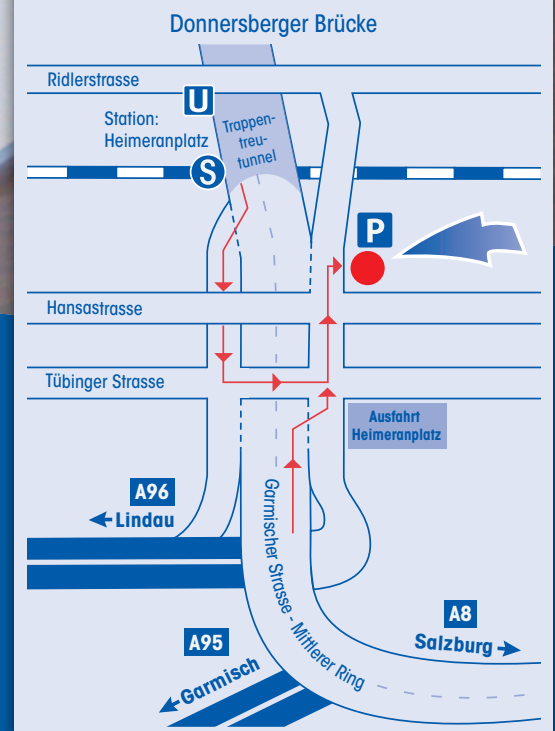 Donnersberger Brücke
Ridlerstrasse
U
Station:
Heimeranplatz
S
Trappen-
treu-
tunnel
P
Hansastrasse
Tübinger Strasse
Ausfahrt
Heimeranplatz
A96
Lindau
Garmischer Strasse - Mittlerer Ring
A8
Salzburg
A95
Garmisch